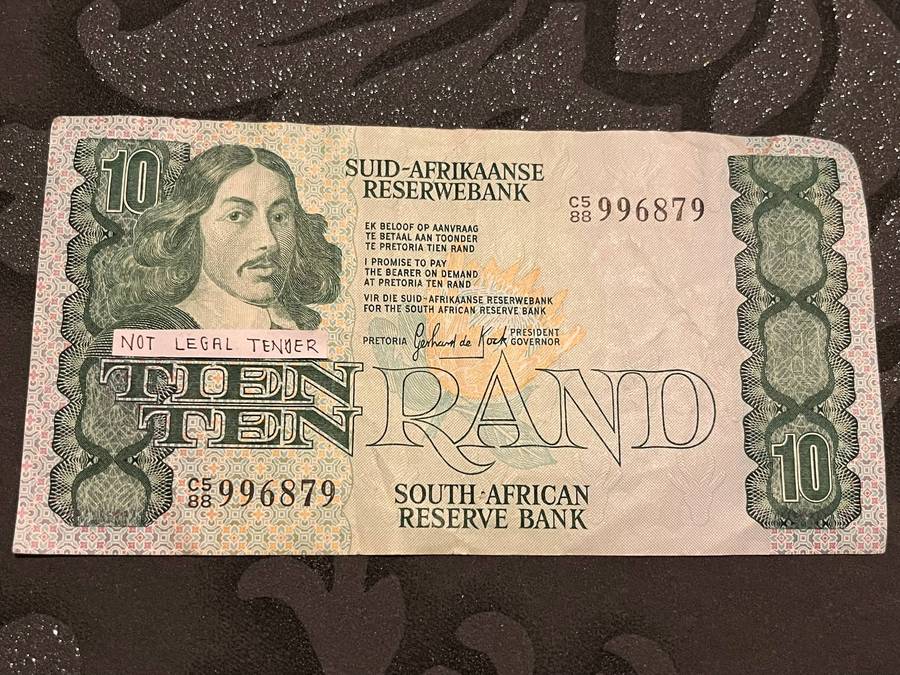 10
SUID-AFRIKAANSE
RESERWEBANK
C5
88 996879
EK BELOOF OP AANVRAAG
TE BETAAL AAN TOONDER
TE PRETORIA TIEN RAND
I PROMISE TO PAY
THE BEARER ON DEMAND
AT PRETORIA TEN RAND
VIR DIE SUID-AFRIKAANSE RESERWEBANK
FOR THE SOUTH AFRICAN RESERVE BANK
PRETORIA Gerhard de Kock PRESIDENT
GOVERNOR
NOT LEGAL TENDER
TIEN
TEN RAND
10
C5
88 996879
SOUTH AFRICAN
RESERVE BANK